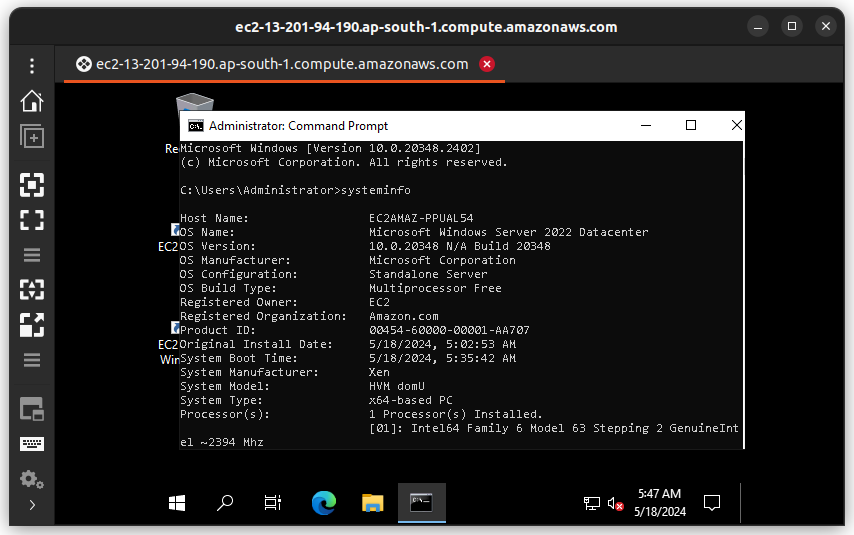 ec2-13-201-94-190.ap-south-1.compute.amazonaws.com
ec2-13-201-94-190.ap-south-1.compute.amazonaws.com
Re
Administrator: Command Prompt
Microsoft Windows [Version 10.0.20348.2402]
(c) Microsoft Corporation. All rights reserved.
C:\Users\Administrator>systeminfo
Host Name: EC2AMAZ-PPUAL54
OS Name: Microsoft Windows Server 2022 Datacenter
EC2
OS Version: 10.0.20348 N/A Build 20348
OS Manufacturer: Microsoft Corporation
OS Configuration: Standalone Server
OS Build Type: Multiprocessor Free
Registered Owner: EC2
Registered Organization: Amazon.com
Product ID: 00454-60000-00001-AA707
EC2
Original Install Date: 5/18/2024, 5:02:53 AM
Win
System Boot Time: 5/18/2024, 5:35:42 AM
System Manufacturer: Xen
System Model: HVM domU
System Type: x64-based PC
Processor(s): 1 Processor(s) Installed.
[01]: Intel64 Family 6 Model 63 Stepping 2 GenuineInt
el ~2394 Mhz
5:47 AM
5/18/2024